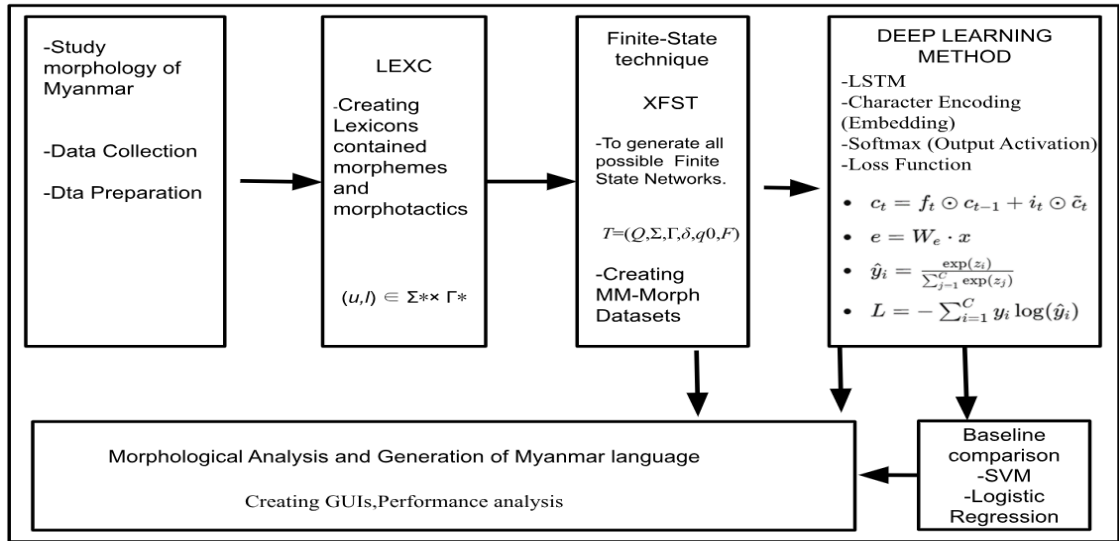 -Study
morphology of
Myanmar
-Data Collection
-Dta Preparation
LEXC
-Creating
Lexicons
contained
morphemes
and
morphotactics
(u,l) ∈ Σ∗× Γ∗
Finite-State
technique
XFST
-To generate all
possible Finite
State Networks.
T=(Q,Σ,Γ,δ,q0,F)
-Creating
MM-Morph
Datasets
DEEP LEARNING
METHOD
-LSTM
-Character Encoding
(Embedding)
-Softmax (Output Activation)
-Loss Function
• c_t = f_t ⊙ c_{t−1} + i_t ⊙ c̃_t
• e = W_e · x
• ŷ_i = exp(z_i) / ∑_{j−1}^{C} exp(z_j)
• L = − ∑_{i=1}^{C} y_i log(ŷ_i)
Morphological Analysis and Generation of Myanmar language
Creating GUIs,Performance analysis
Baseline
comparison
-SVM
-Logistic
Regression